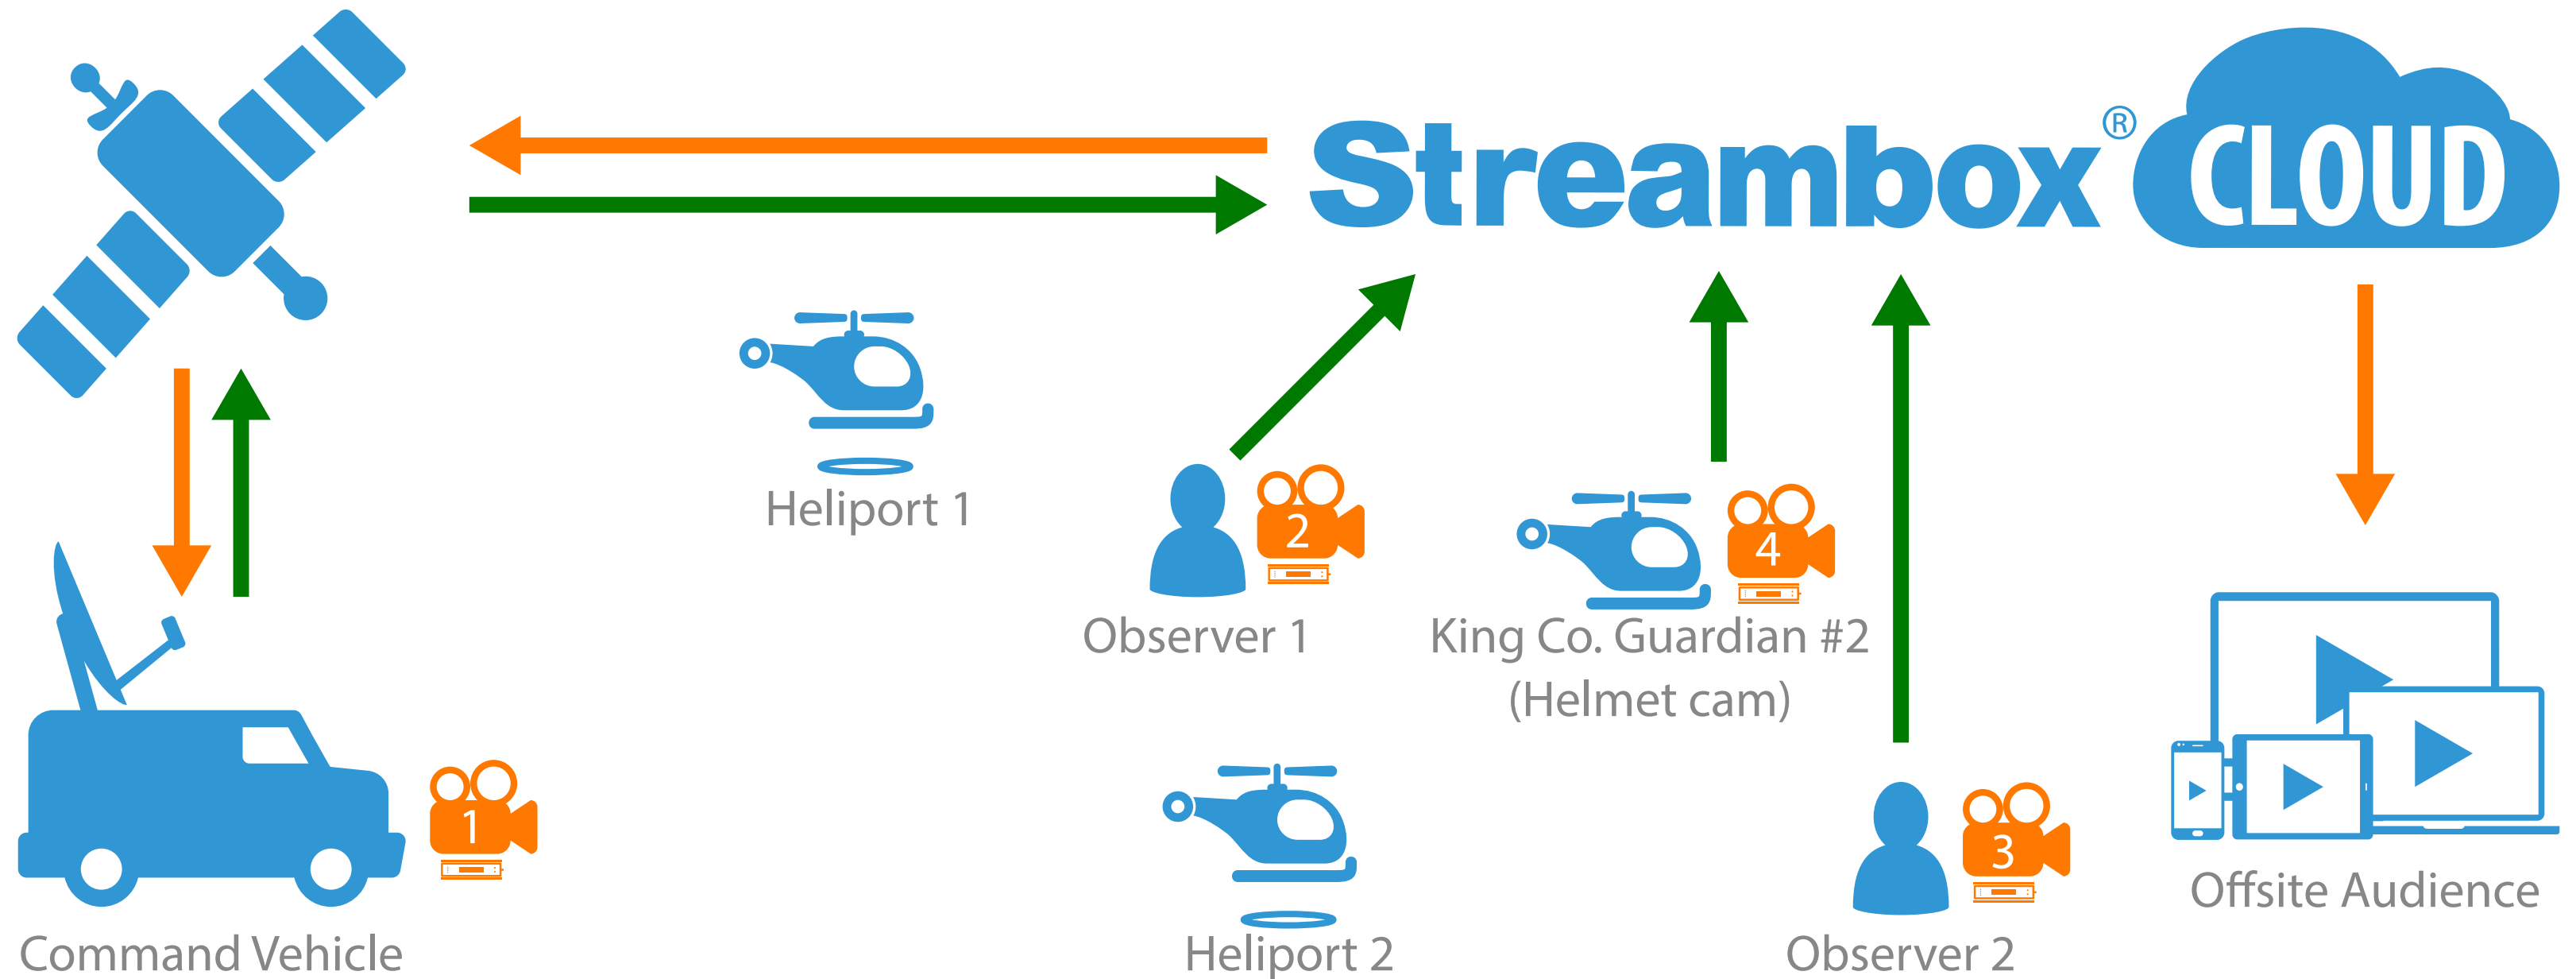 Streambox® CLOUD
Heliport 1
2
4
Observer 1
King Co. Guardian #2
(Helmet cam)
1
3
Command Vehicle
Heliport 2
Observer 2
Offsite Audience